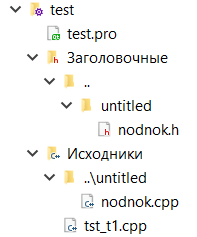 test
test.pro
Заголовочные
..
untitled
nodnok.h
Исходники
..\untitled
nodnok.cpp
tst_t1.cpp